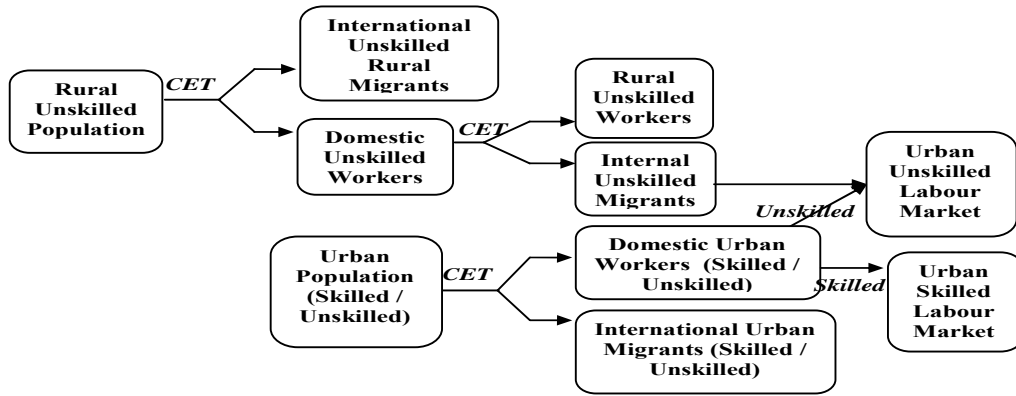 Rural
Unskilled
Population
CET
International
Unskilled
Rural
Migrants
Domestic
Unskilled
Workers
CET
Rural
Unskilled
Workers
Internal
Unskilled
Migrants
Urban
Unskilled
Labour
Market
Unskilled
Urban
Population
(Skilled /
Unskilled)
CET
Domestic Urban
Workers (Skilled /
Unskilled)
Skilled
Urban
Skilled
Labour
Market
International Urban
Migrants (Skilled /
Unskilled)